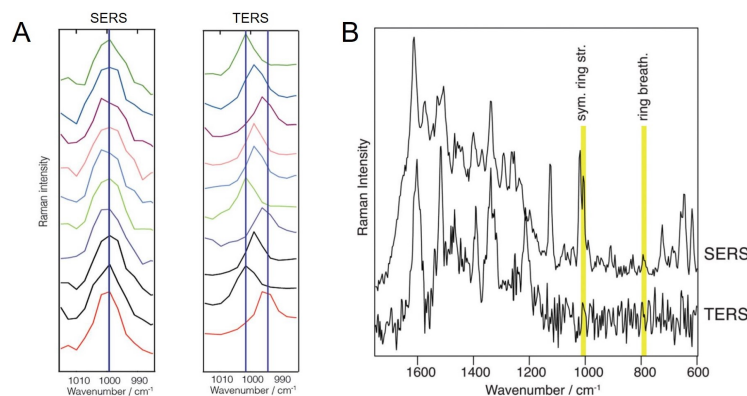 A
SERS
TERS
Raman intensity
1010 1000 990
Wavenumber / cm-1
1010 1000 990
Wavenumber / cm-1
B
sym. ring str.
ring breath.
Raman Intensity
SERS
TERS
1600 1400 1200 1000 800 600
Wavenumber / cm-1